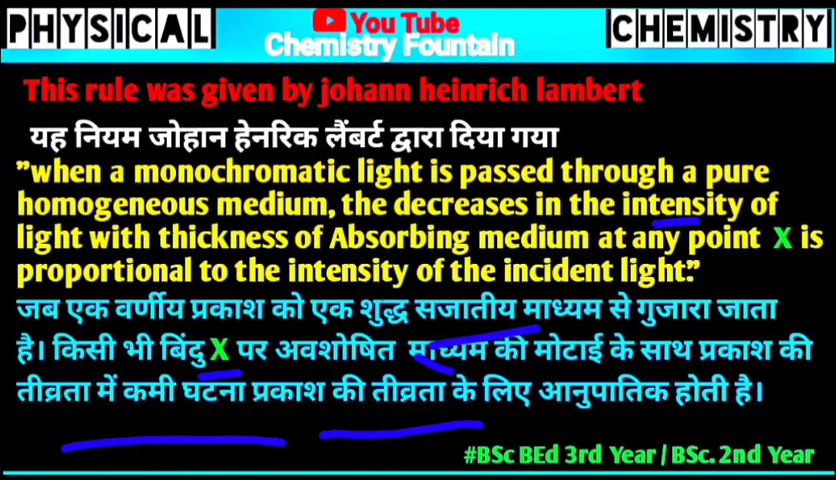 PHYSICAL
You Tube
Chemistry Fountain
CHEMISTRY
This rule was given by johann heinrich lambert
यह नियम जोहान हेनरिक लैंबर्ट द्वारा दिया गया
”when a monochromatic light is passed through a pure
homogeneous medium, the decreases in the intensity of
light with thickness of Absorbing medium at any point X is
proportional to the intensity of the incident light.”
जब एक वर्णीय प्रकाश को एक शुद्ध सजातीय माध्यम से गुजारा जाता
है। किसी भी बिंदु X पर अवशोषित माध्यम की मोटाई के साथ प्रकाश की
तीव्रता में कमी घटना प्रकाश की तीव्रता के लिए आनुपातिक होती है।
#BSc BEd 3rd Year / BSc. 2nd Year